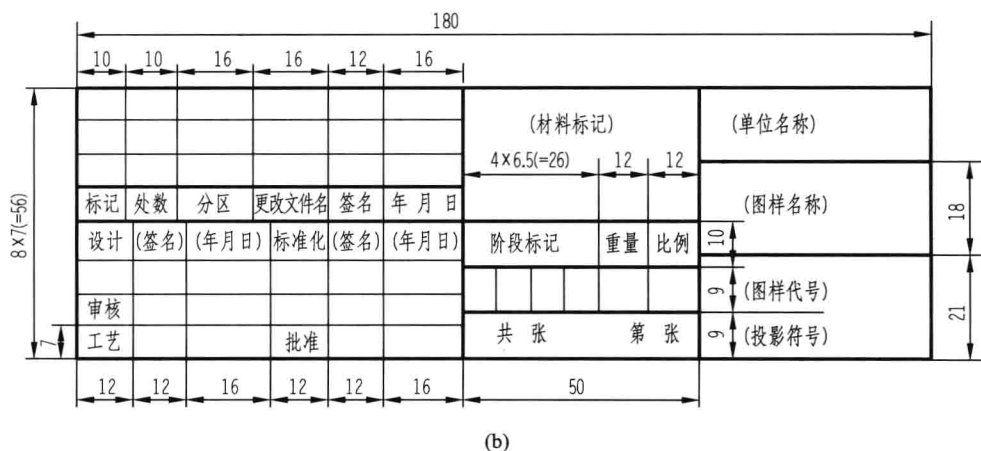 180
10 10 16 16 12 16
(材料标记) (单位名称)
4×6.5(=26) 12 12
标记 处数 分区 更改文件名 签名 年 月 日 (图样名称) 18
8×7(=56)
设计 (签名) (年月日) 标准化 (签名) (年月日) 阶段标记 重量 比例 10
9 (图样代号) 21
审核
7 工艺 批准 共 张 第 张 9 (投影符号)
12 12 16 12 12 16 50
(b)